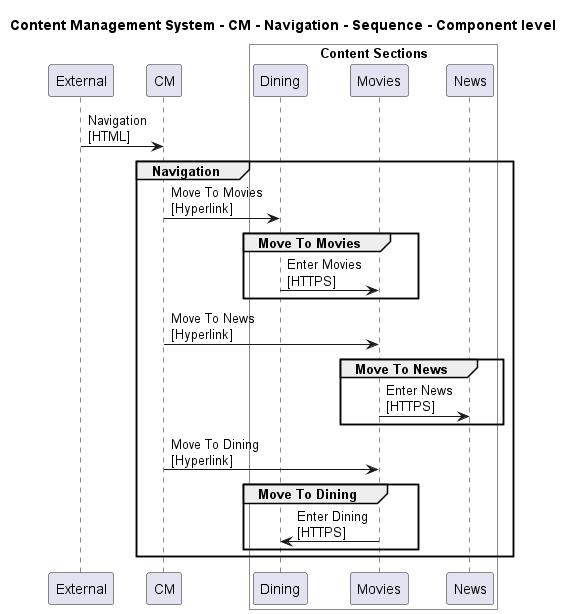 Content Management System - CM - Navigation - Sequence - Component level
Content Sections
External CM Dining Movies News
Navigation
[HTML]
Navigation
Move To Movies
[Hyperlink]
Move To Movies
Enter Movies
[HTTPS]
Move To News
[Hyperlink]
Move To News
Enter News
[HTTPS]
Move To Dining
[Hyperlink]
Move To Dining
Enter Dining
[HTTPS]
External CM Dining Movies News